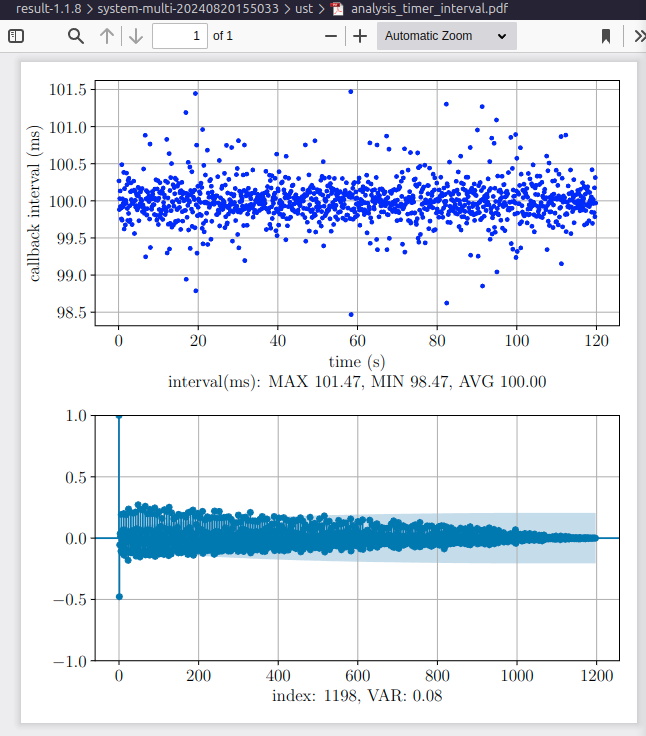 result-1.1.8 > system-multi-20240820155033 > ust > analysis_timer_interval.pdf
1 of 1 Automatic Zoom
101.5
101.0
100.5
100.0
99.5
99.0
98.5
callback interval (ms)
0 20 40 60 80 100 120
time (s)
interval(ms): MAX 101.47, MIN 98.47, AVG 100.00
1.0
0.5
0.0
−0.5
−1.0
0 200 400 600 800 1000 1200
index: 1198, VAR: 0.08